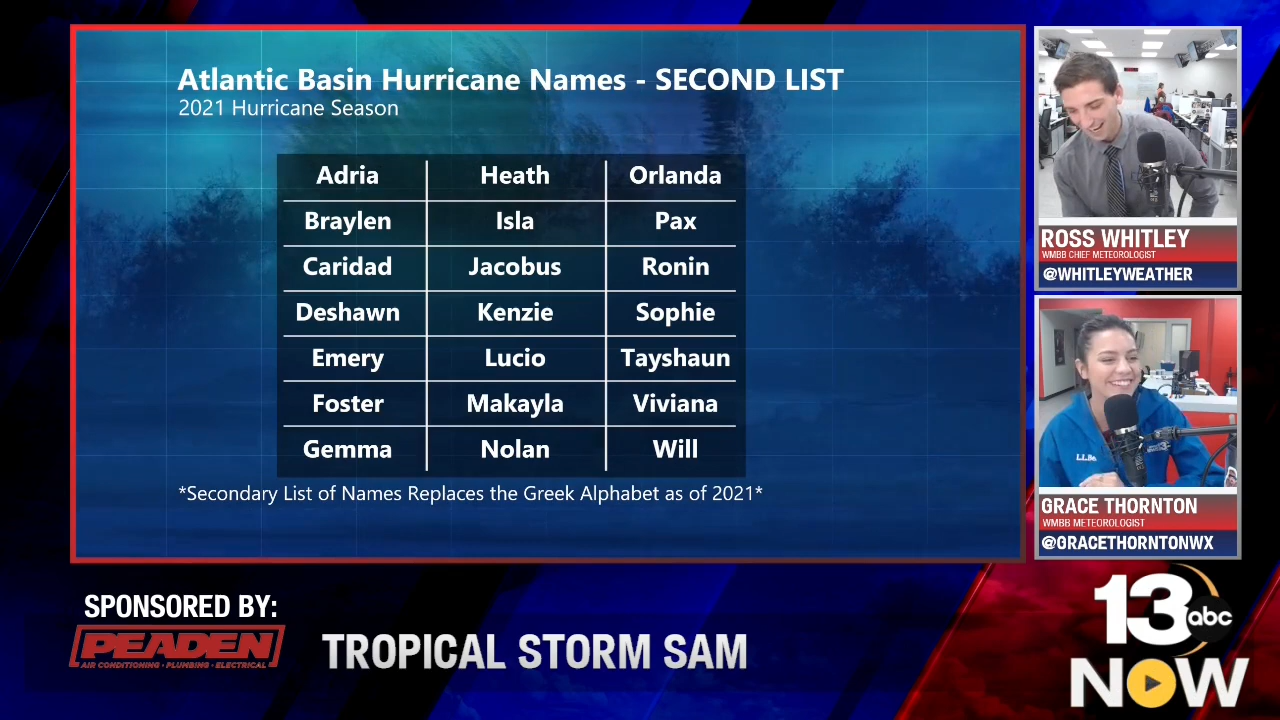 Atlantic Basin Hurricane Names - SECOND LIST
2021 Hurricane Season
Adria Heath Orlanda
Braylen Isla Pax
Caridad Jacobus Ronin
Deshawn Kenzie Sophie
Emery Lucio Tayshaun
Foster Makayla Viviana
Gemma Nolan Will
*Secondary List of Names Replaces the Greek Alphabet as of 2021*
ROSS WHITLEY
WMBB CHIEF METEOROLOGIST
@WHITLEYWEATHER
GRACE THORNTON
WMBB METEOROLOGIST
@GRACETHORNTONWX
SPONSORED BY:
PEADEN
AIR CONDITIONING · PLUMBING · ELECTRICAL
TROPICAL STORM SAM
13 abc
NOW